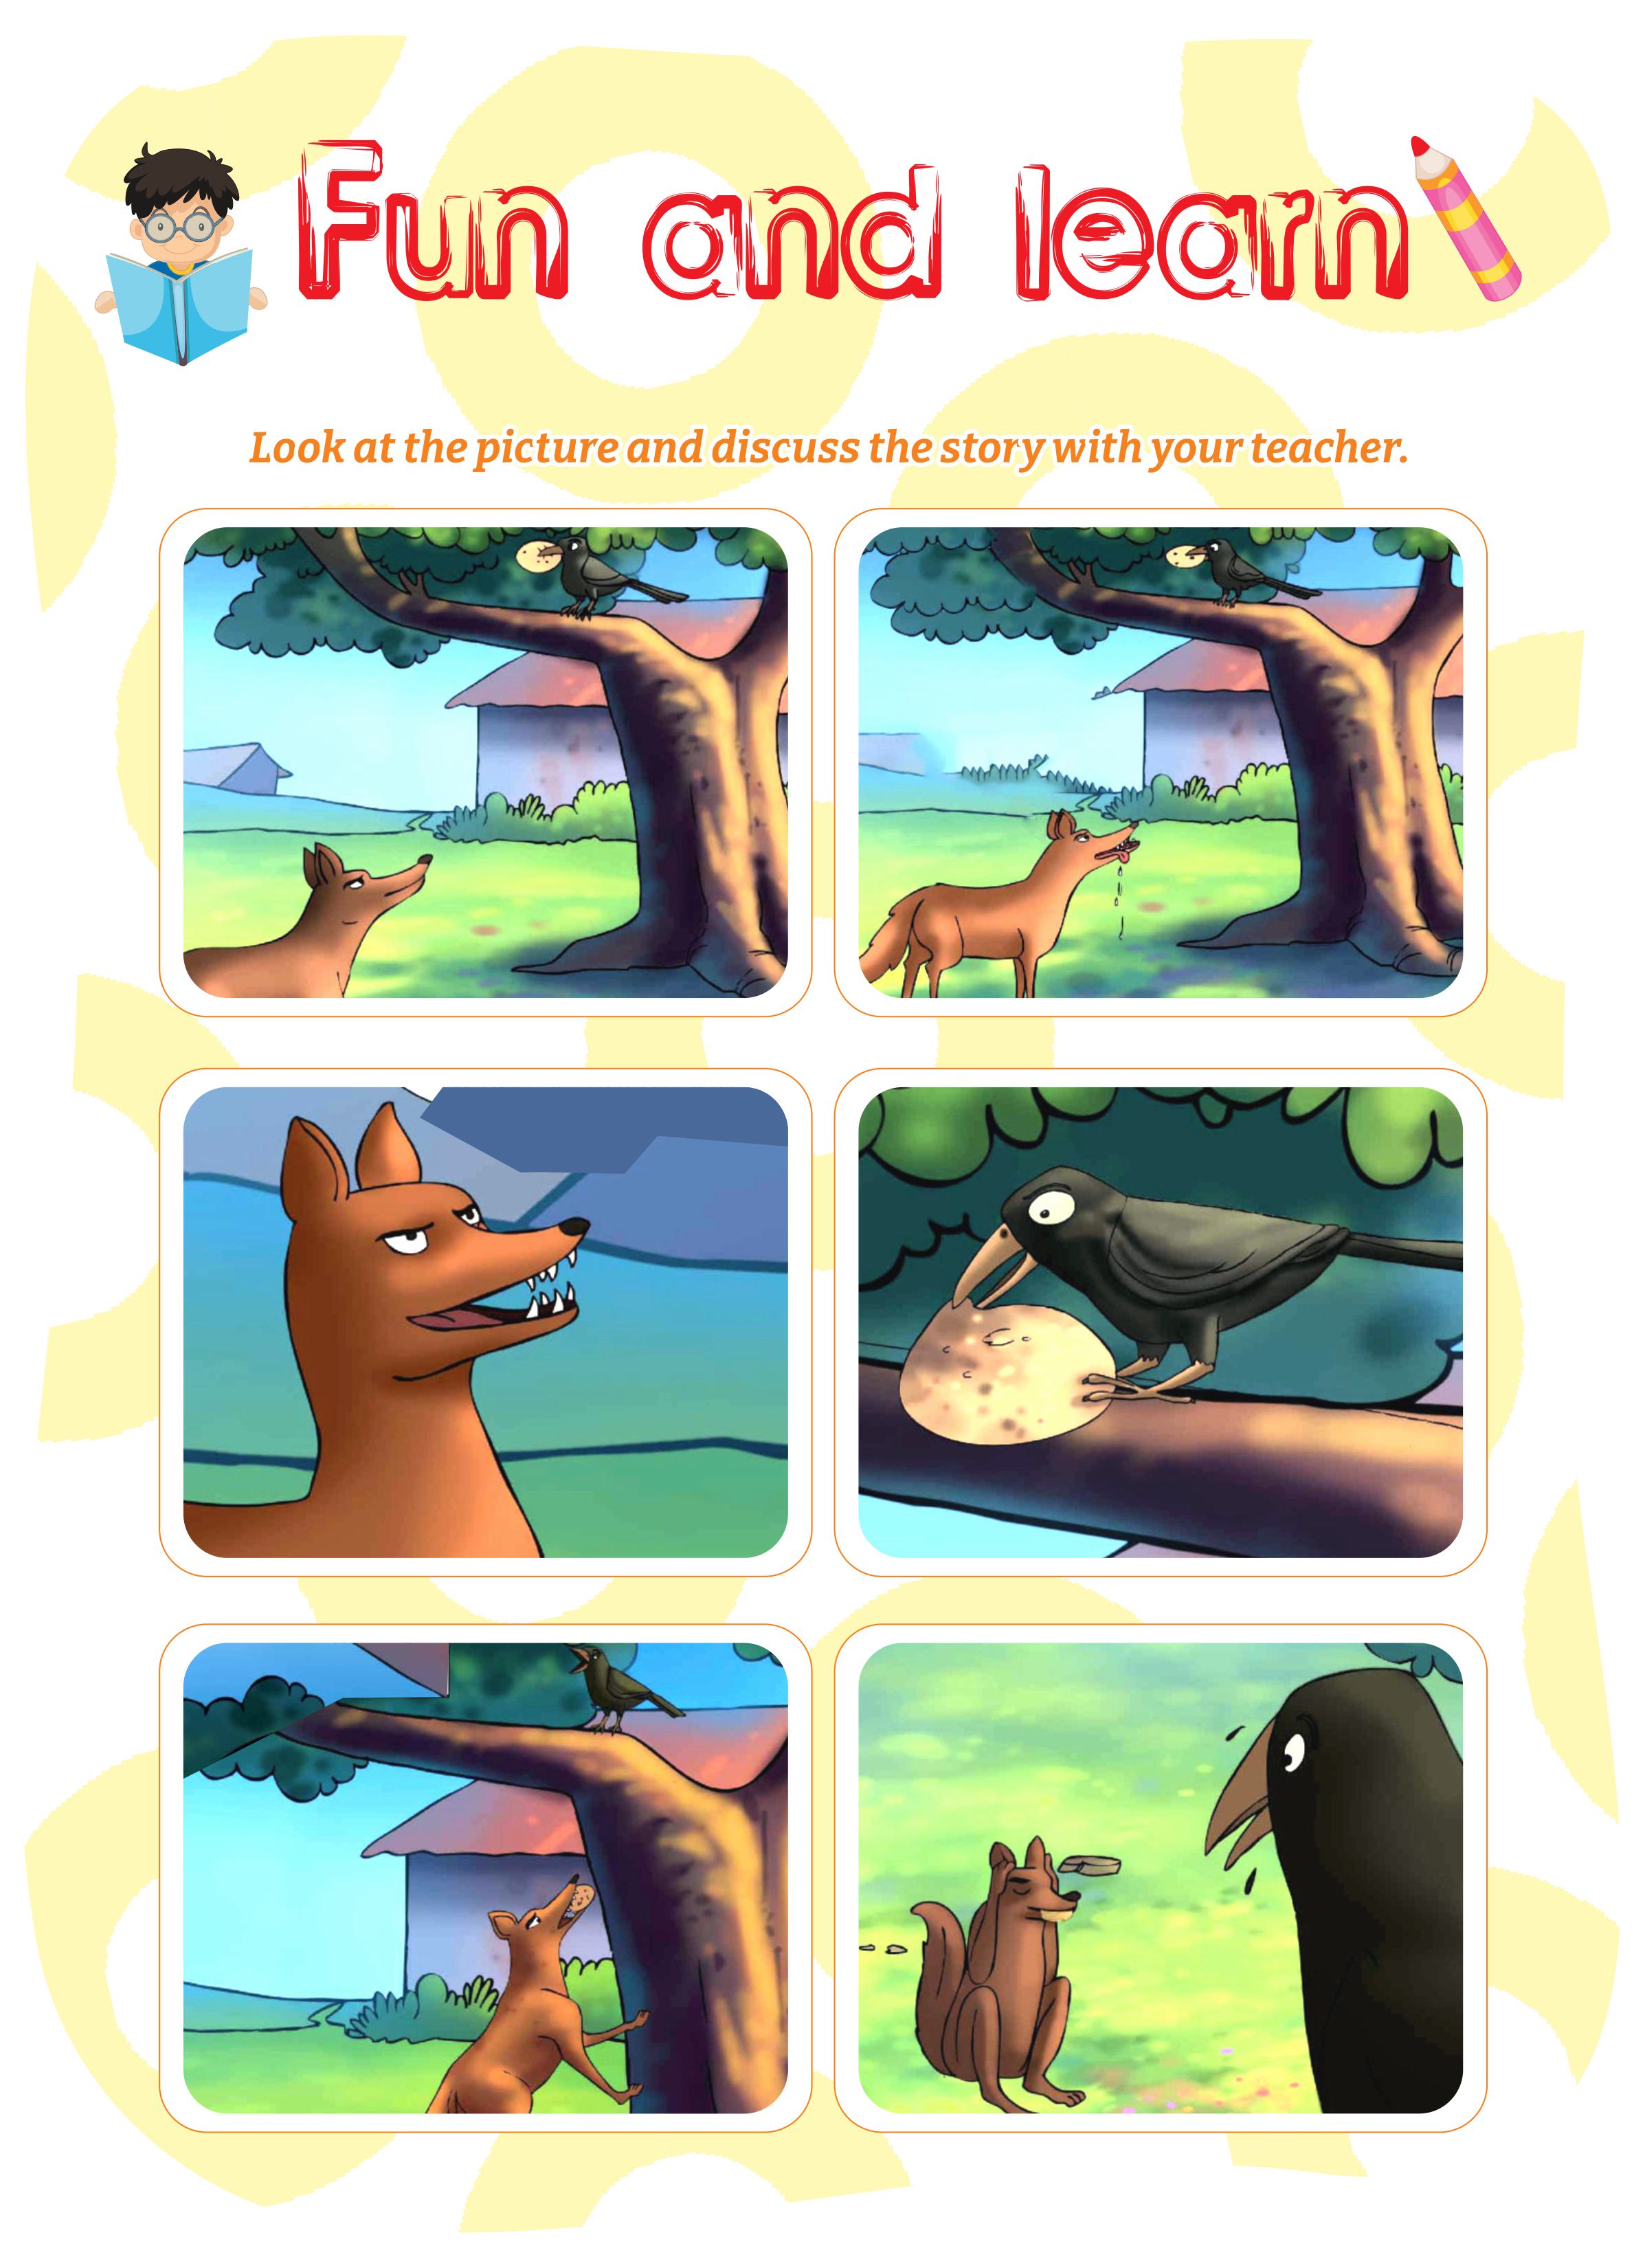 Fun and learn
Look at the picture and discuss the story with your teacher.